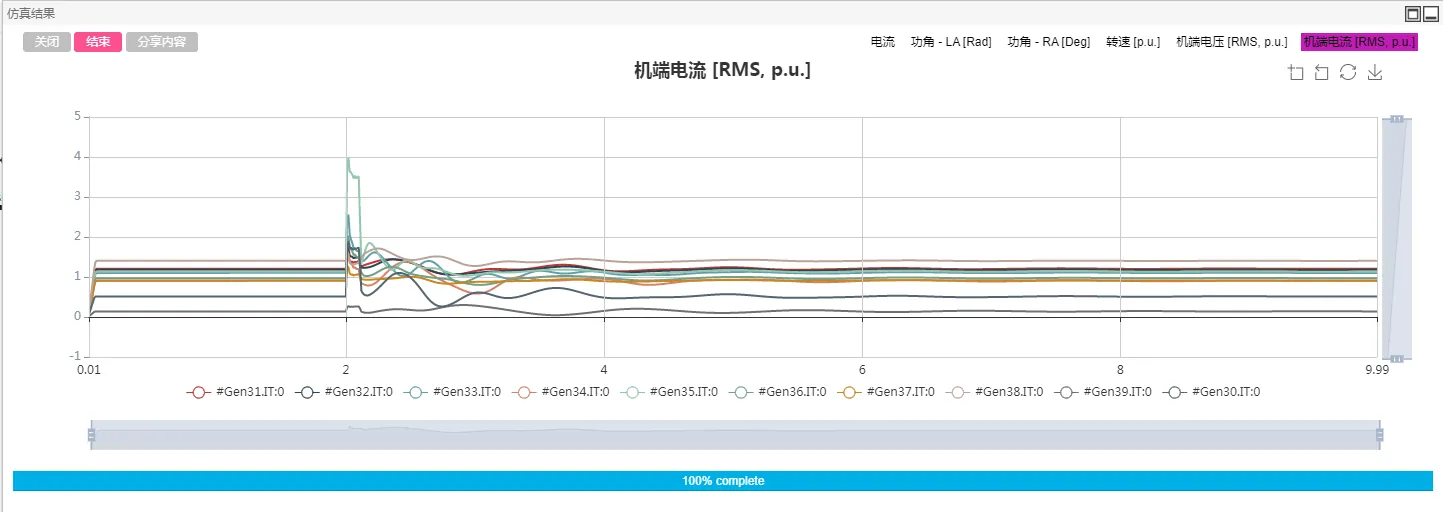 仿真结果
关闭 结束 分享内容 电流 功角 - LA [Rad] 功角 - RA [Deg] 转速 [p.u.] 机端电压 [RMS, p.u.] 机端电流 [RMS, p.u.]
机端电流 [RMS, p.u.]
5
4
3
2
1
0
-1
0.01 2 4 6 8 9.99
#Gen31.IT:0 #Gen32.IT:0 #Gen33.IT:0 #Gen34.IT:0 #Gen35.IT:0 #Gen36.IT:0 #Gen37.IT:0 #Gen38.IT:0 #Gen39.IT:0 #Gen30.IT:0
100% complete